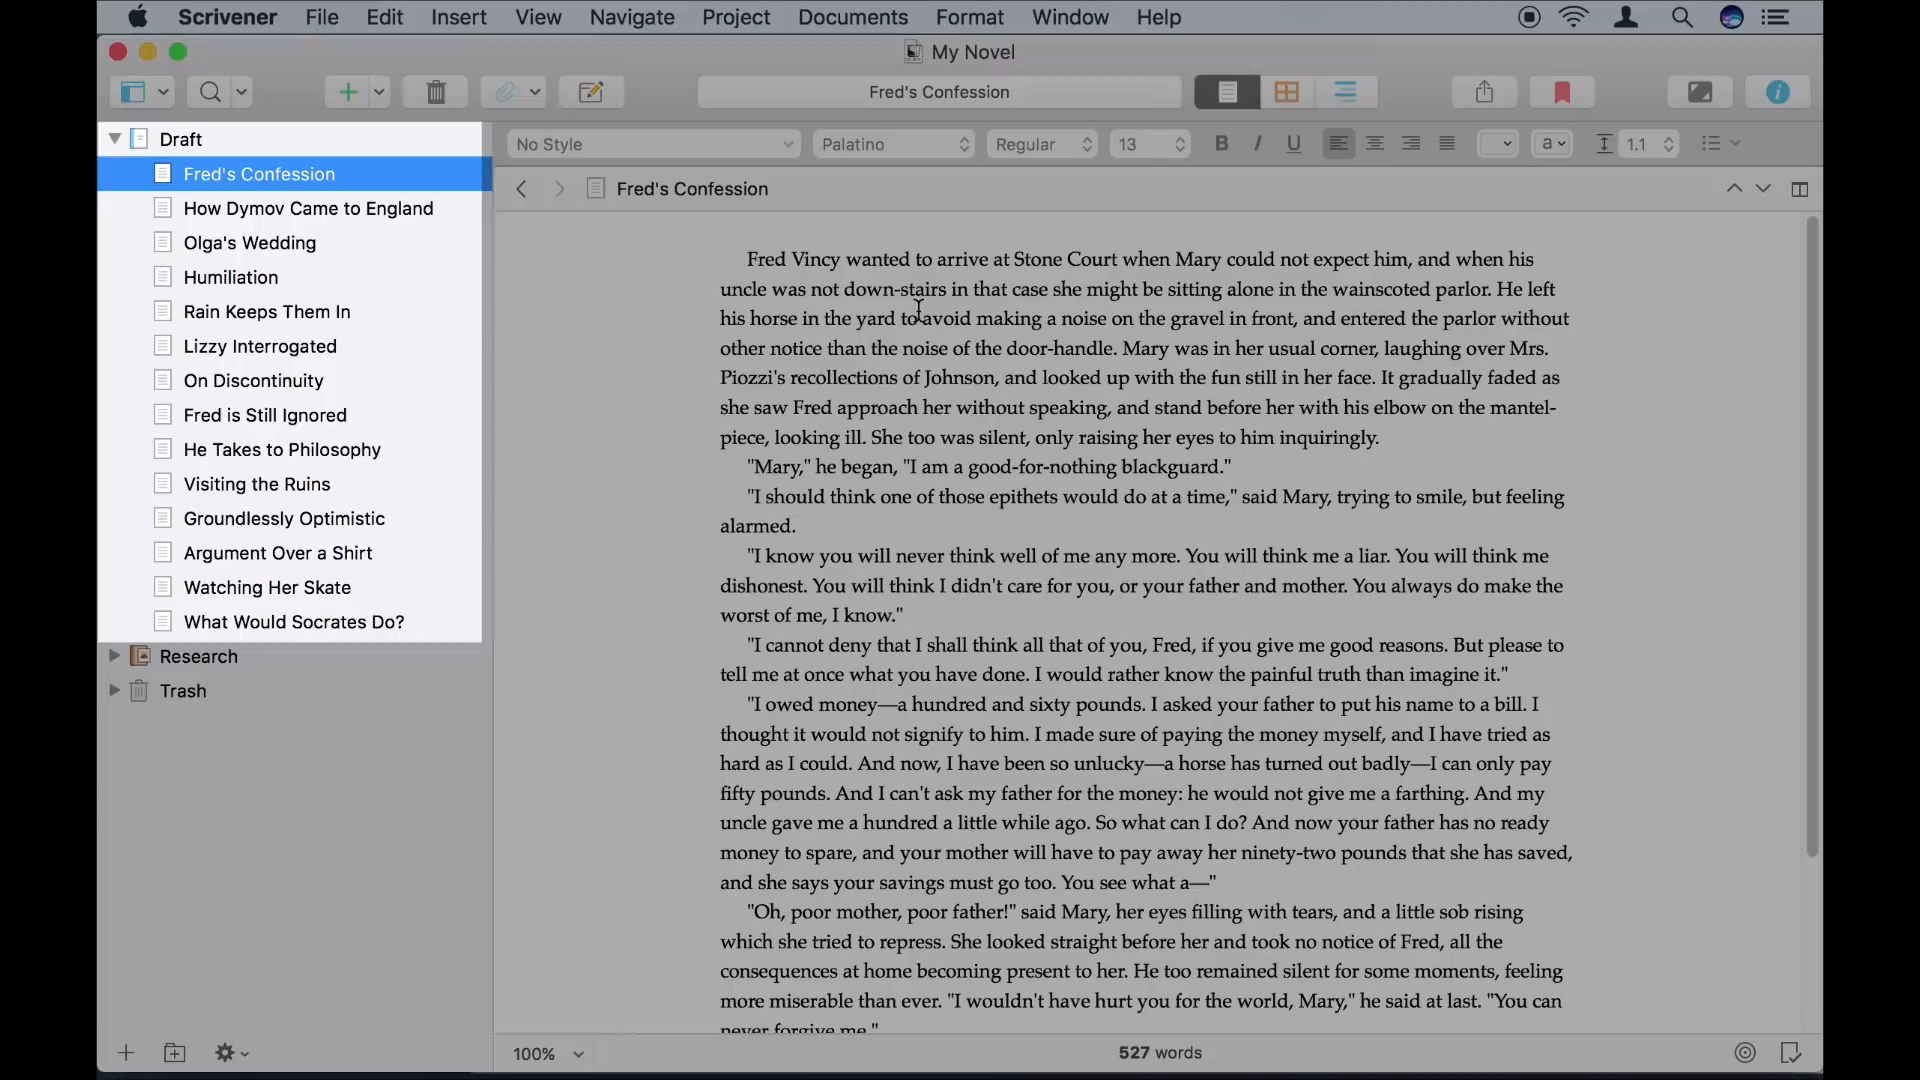 Scrivener File Edit Insert View Navigate Project Documents Format Window Help
My Novel
Fred's Confession
No Style Palatino Regular 13 B I U a 1.1
Draft
Fred's Confession
How Dymov Came to England
Olga's Wedding
Humiliation
Rain Keeps Them In
Lizzy Interrogated
On Discontinuity
Fred is Still Ignored
He Takes to Philosophy
Visiting the Ruins
Groundlessly Optimistic
Argument Over a Shirt
Watching Her Skate
What Would Socrates Do?
Research
Trash
Fred's Confession
Fred Vincy wanted to arrive at Stone Court when Mary could not expect him, and when his
uncle was not down-stairs in that case she might be sitting alone in the wainscoted parlor. He left
his horse in the yard to avoid making a noise on the gravel in front, and entered the parlor without
other notice than the noise of the door-handle. Mary was in her usual corner, laughing over Mrs.
Piozzi's recollections of Johnson, and looked up with the fun still in her face. It gradually faded as
she saw Fred approach her without speaking, and stand before her with his elbow on the mantel-
piece, looking ill. She too was silent, only raising her eyes to him inquiringly.
"Mary," he began, "I am a good-for-nothing blackguard."
"I should think one of those epithets would do at a time," said Mary, trying to smile, but feeling
alarmed.
"I know you will never think well of me any more. You will think me a liar. You will think me
dishonest. You will think I didn't care for you, or your father and mother. You always do make the
worst of me, I know."
"I cannot deny that I shall think all that of you, Fred, if you give me good reasons. But please to
tell me at once what you have done. I would rather know the painful truth than imagine it."
"I owed money—a hundred and sixty pounds. I asked your father to put his name to a bill. I
thought it would not signify to him. I made sure of paying the money myself, and I have tried as
hard as I could. And now, I have been so unlucky—a horse has turned out badly—I can only pay
fifty pounds. And I can't ask my father for the money: he would not give me a farthing. And my
uncle gave me a hundred a little while ago. So what can I do? And now your father has no ready
money to spare, and your mother will have to pay away her ninety-two pounds that she has saved,
and she says your savings must go too. You see what a—"
"Oh, poor mother, poor father!" said Mary, her eyes filling with tears, and a little sob rising
which she tried to repress. She looked straight before her and took no notice of Fred, all the
consequences at home becoming present to her. He too remained silent for some moments, feeling
more miserable than ever. "I wouldn't have hurt you for the world, Mary," he said at last. "You can
never forgive me."
100% 527 words